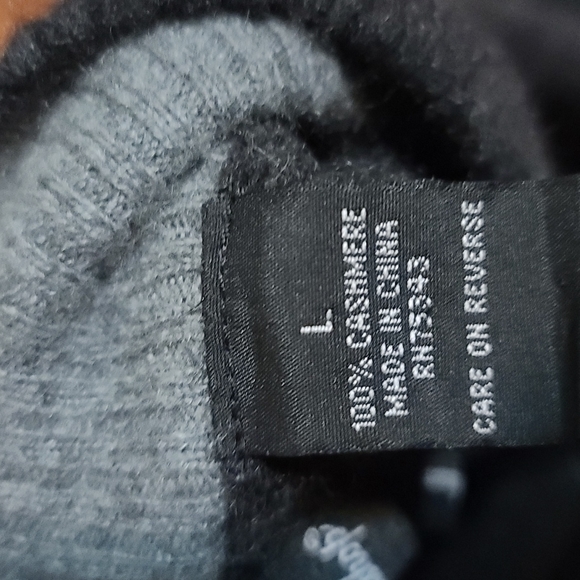 L
100% CASHMERE
MADE IN CHINA
RN75343
CARE ON REVERSE